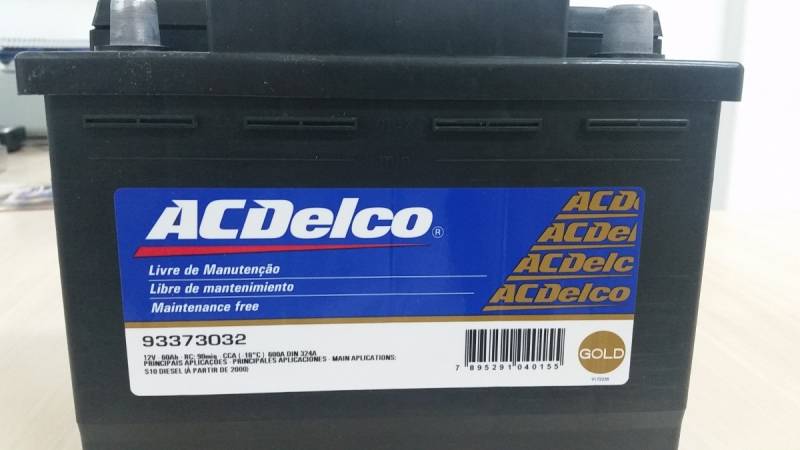 ACDelco®
ACD
ACDel
ACDelc
ACDelco
Livre de Manutenção
Libre de mantenimiento
Maintenance free
93373032
12V - 60Ah - RC: 90min - CCA ( -18°C ) 600A DIN 324A
PRINCIPAIS APLICAÇÕES - PRINCIPALES APLICACIONES - MAIN APLICATIONS:
S10 DIESEL (À PARTIR DE 2000)
7 895291 040155
GOLD